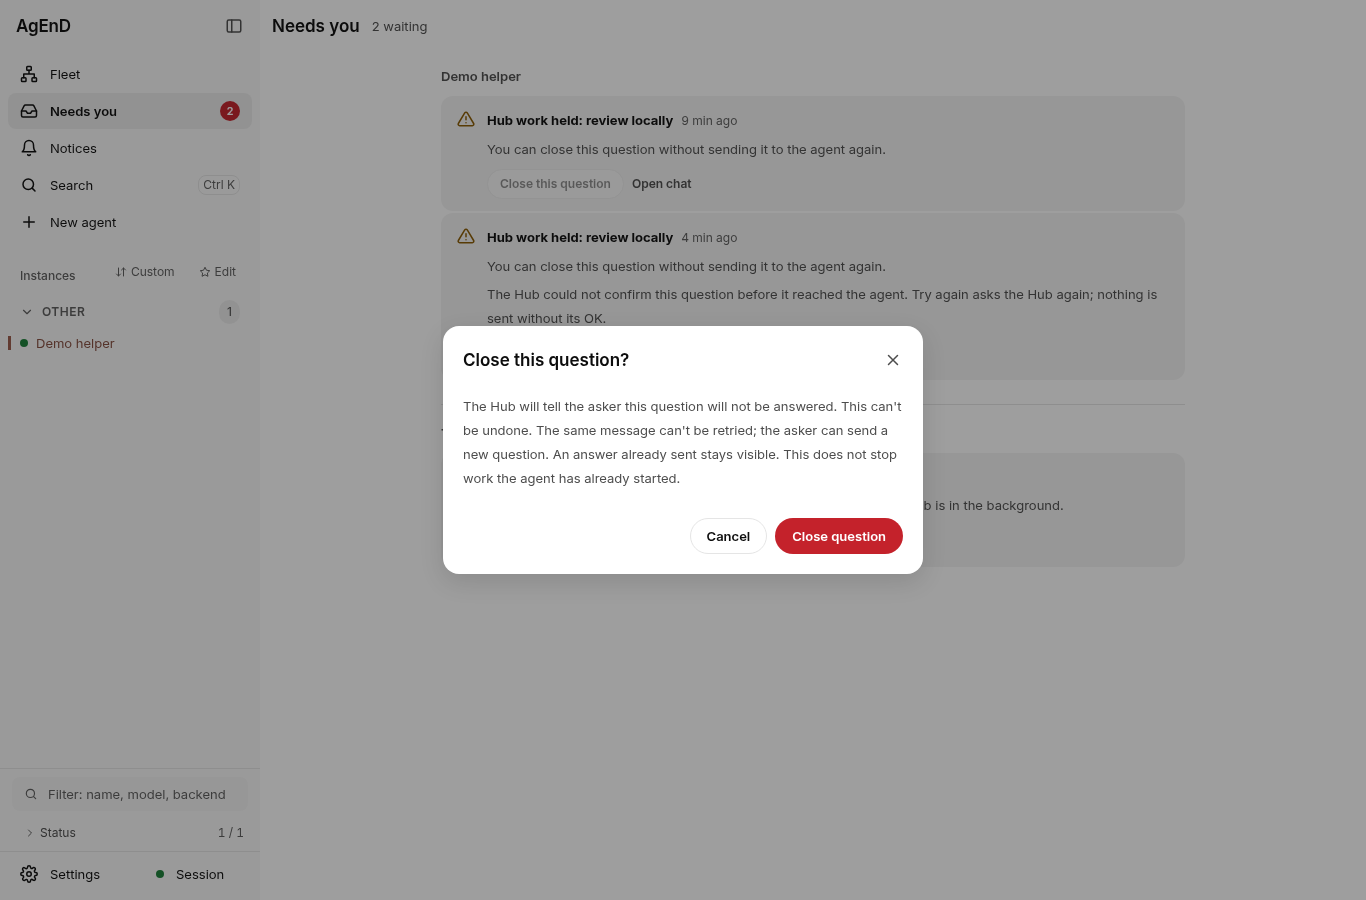 AgEnD
Fleet
Needs you
2
Notices
Search
Ctrl K
New agent
Instances
Custom
Edit
OTHER
1
Demo helper
Filter: name, model, backend
Status
1 / 1
Settings
Session
Needs you
2 waiting
Demo helper
Hub work held: review locally
9 min ago
You can close this question without sending it to the agent again.
Close this question
Open chat
Hub work held: review locally
4 min ago
You can close this question without sending it to the agent again.
The Hub could not confirm this question before it reached the agent. Try again asks the Hub again; nothing is
sent without its OK.
Close this question?
The Hub will tell the asker this question will not be answered. This can't
be undone. The same message can't be retried; the asker can send a
new question. An answer already sent stays visible. This does not stop
work the agent has already started.
Cancel
Close question
is in the background.